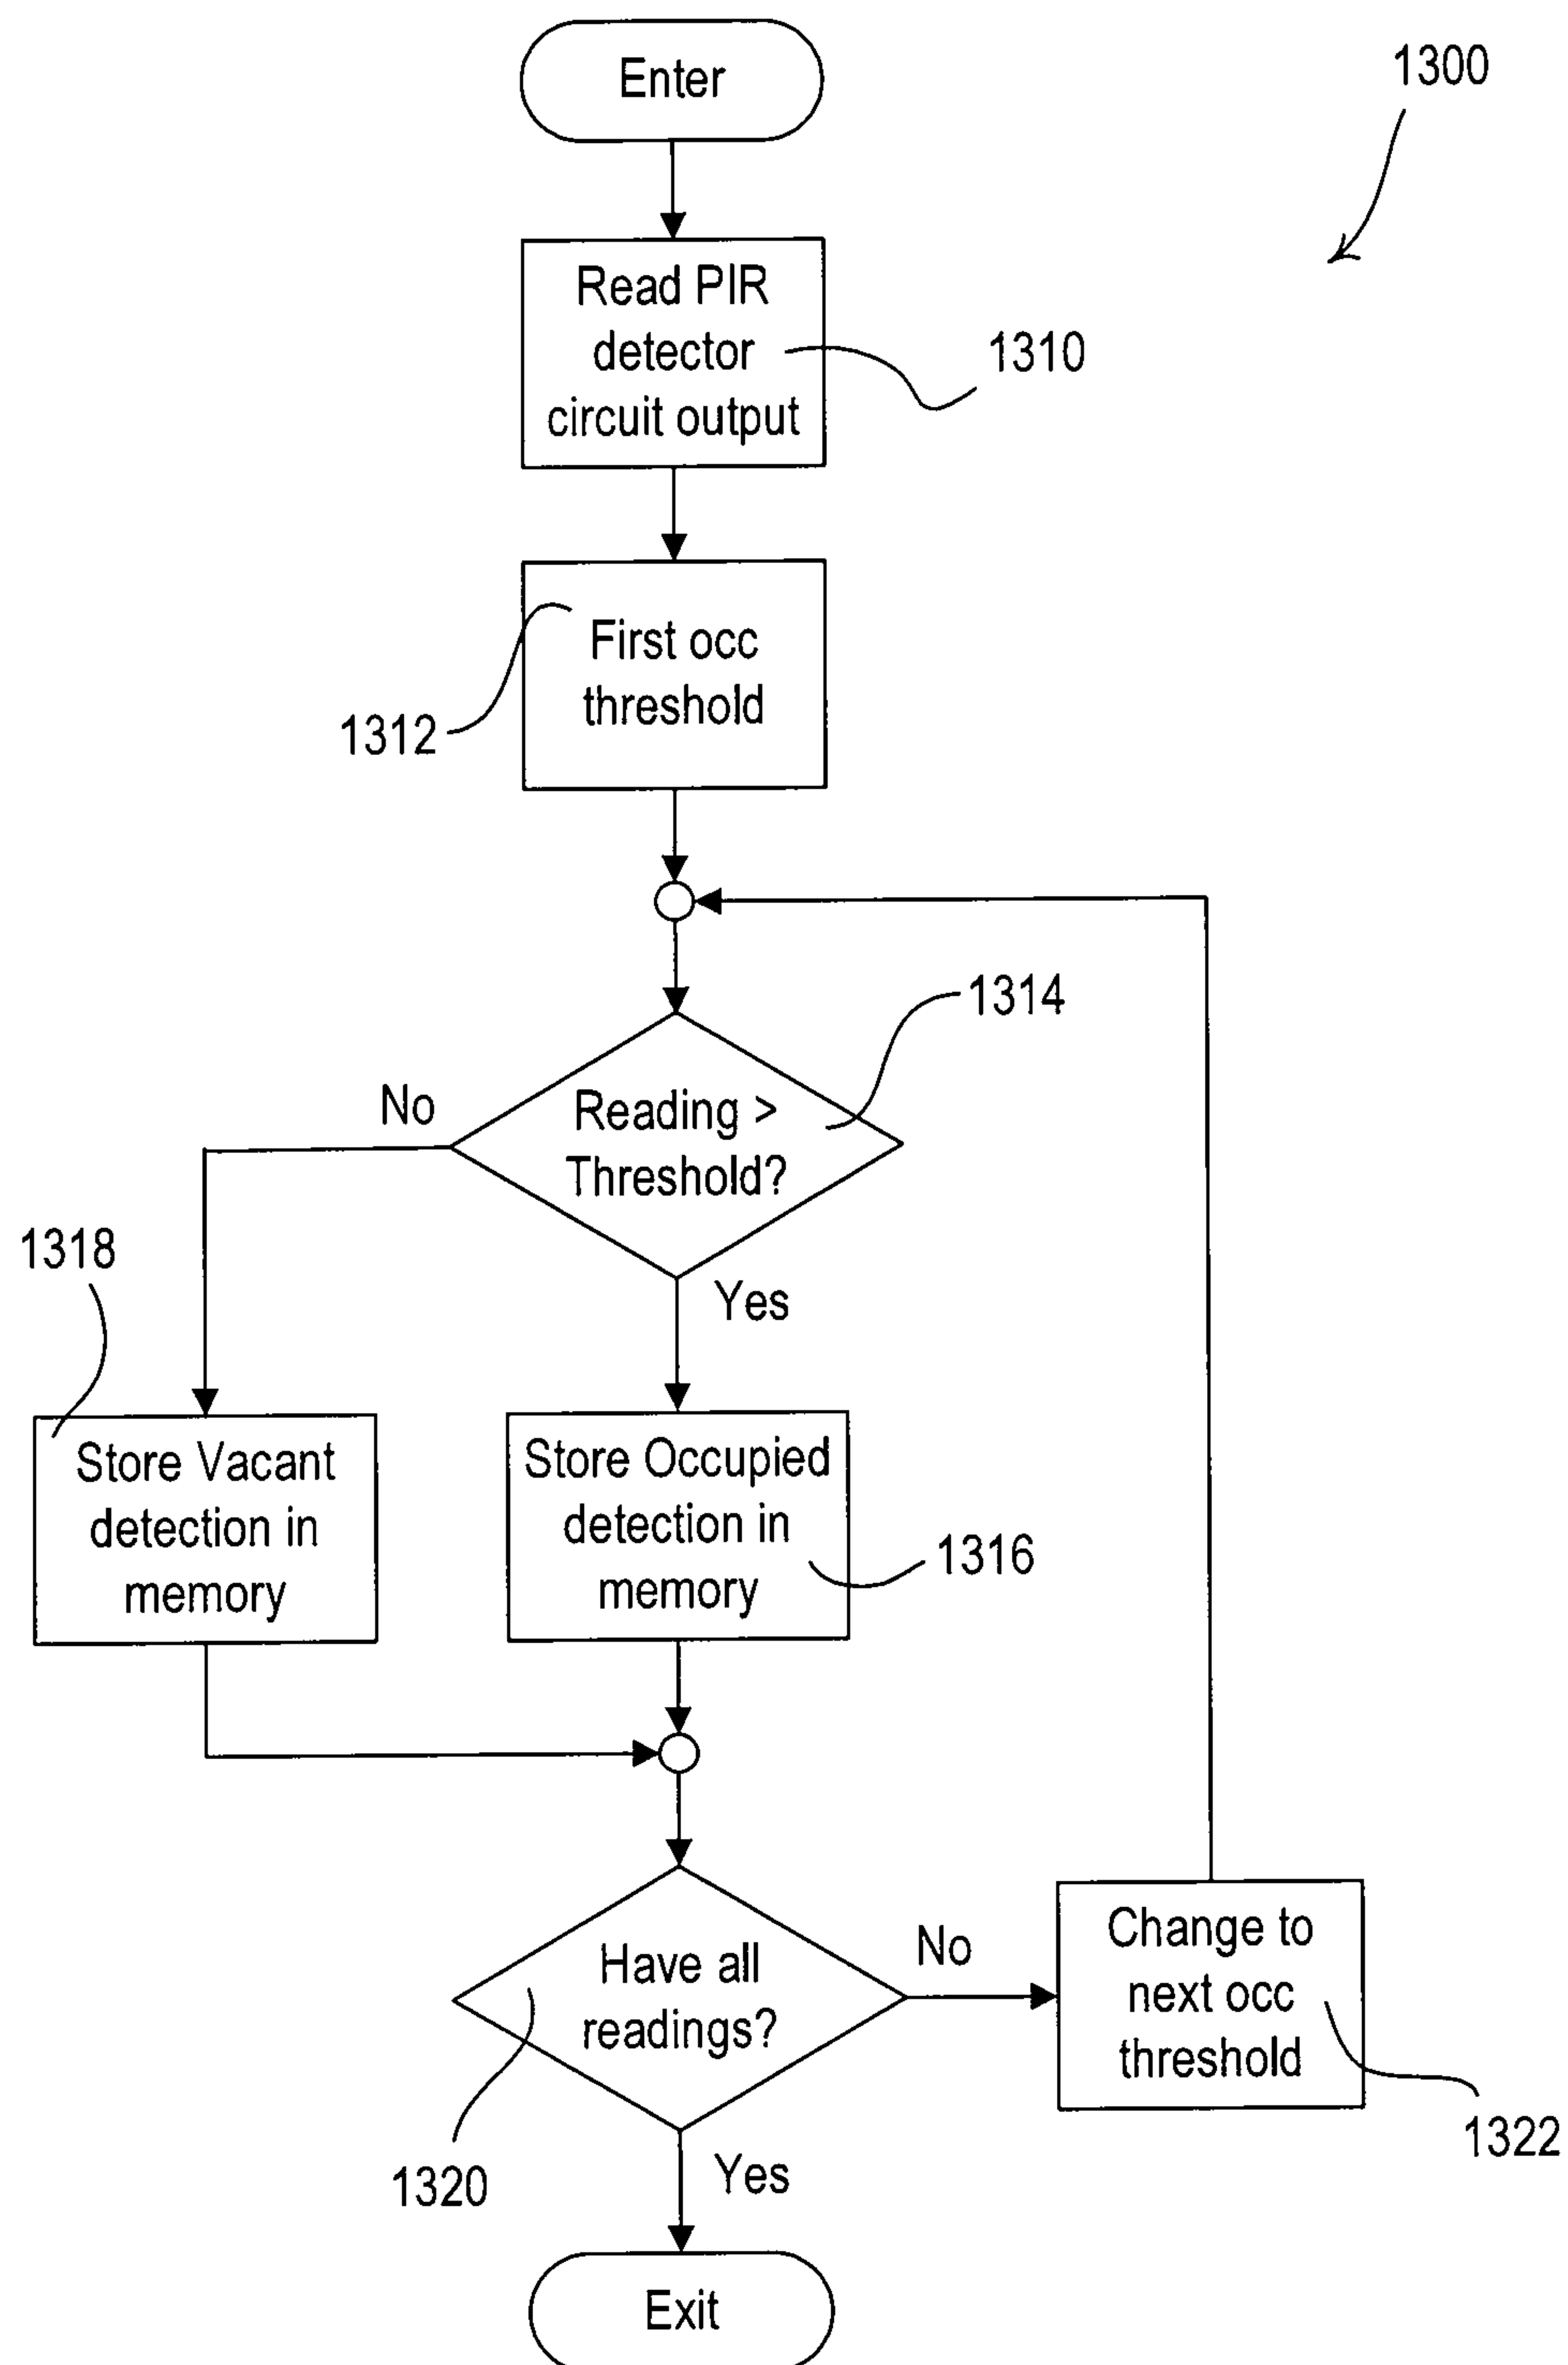 Enter
1300
Read PIR
detector
circuit output
1310
First occ
threshold
1312
1314
Reading >
Threshold?
No
Yes
1318
Store Vacant
detection in
memory
Store Occupied
detection in
memory
1316
Have all
readings?
No
Change to
next occ
threshold
1320
Yes
1322
Exit